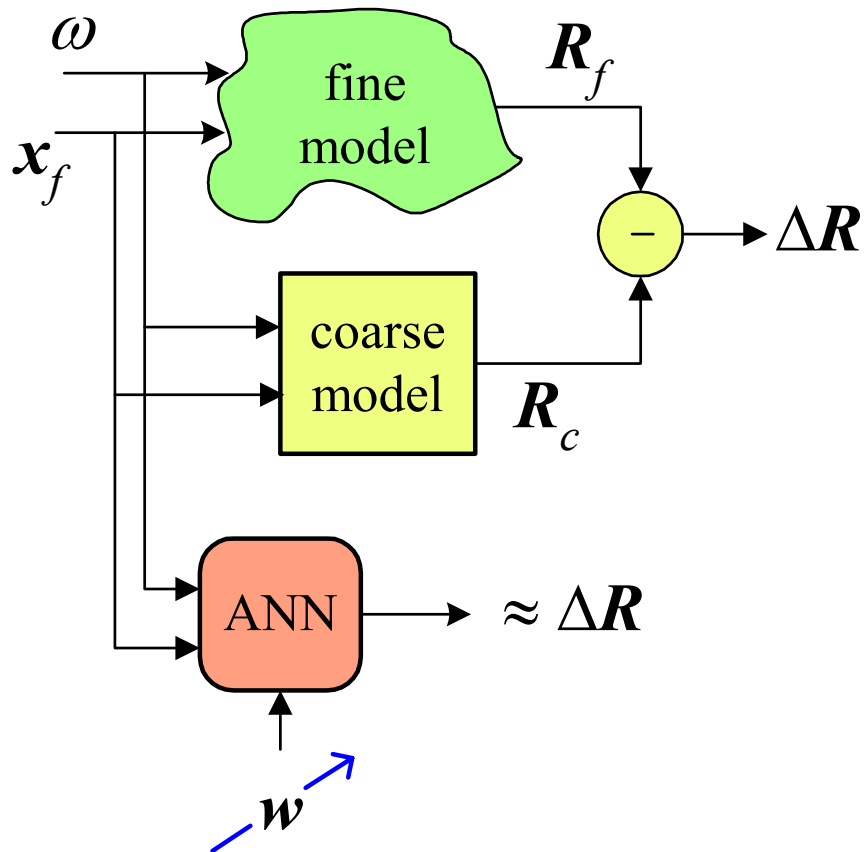 ω
fine
model
R_f
x_f
−
ΔR
coarse
model
R_c
ANN
≈ ΔR
w